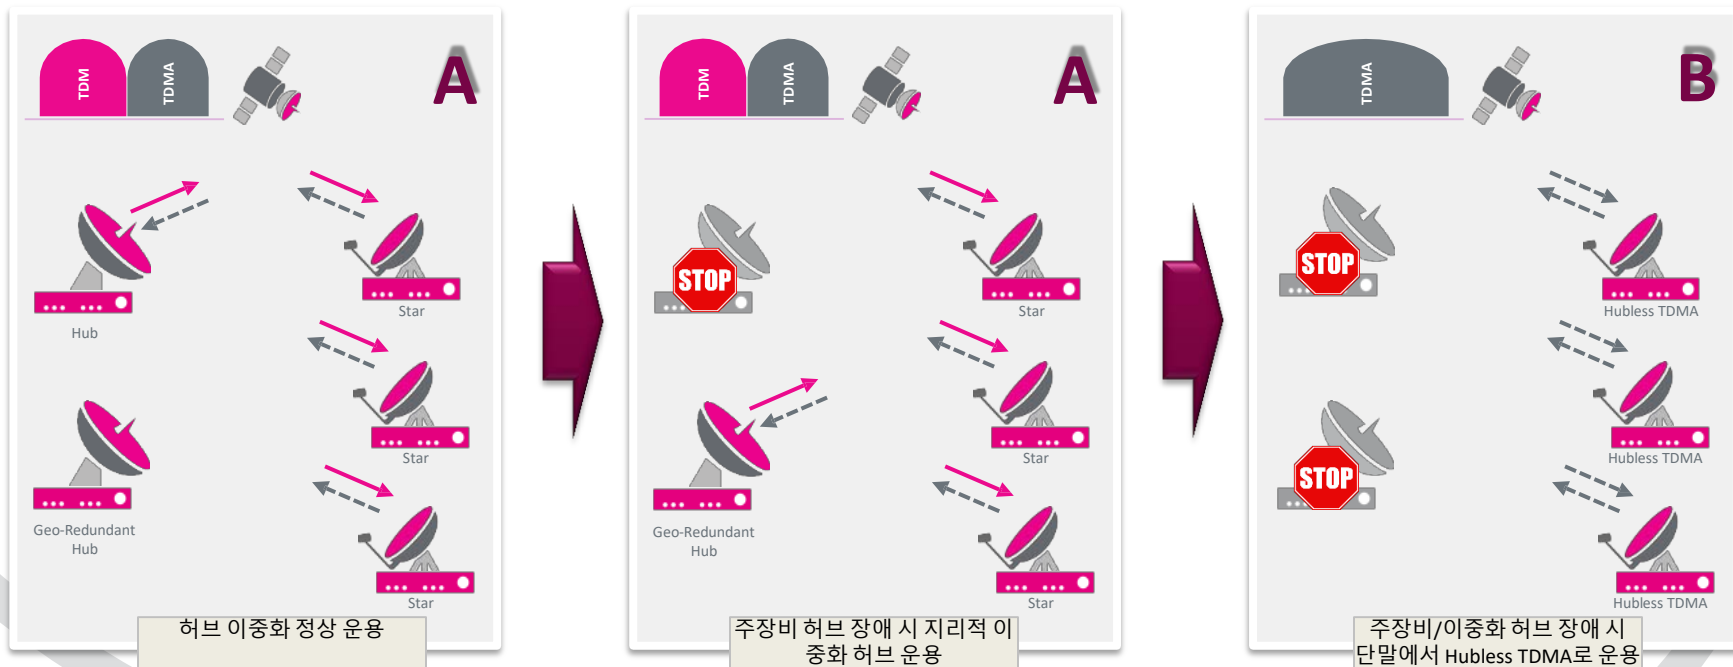 TDM
TDMA
A
Hub
Star
Star
Geo-Redundant
Hub
Star
허브 이중화 정상 운용
TDM
TDMA
A
STOP
Star
Star
Geo-Redundant
Hub
Star
주장비 허브 장애 시 지리적 이
중화 허브 운용
TDMA
B
STOP
Hubless TDMA
Hubless TDMA
STOP
Hubless TDMA
주장비/이중화 허브 장애 시
단말에서 Hubless TDMA로 운용